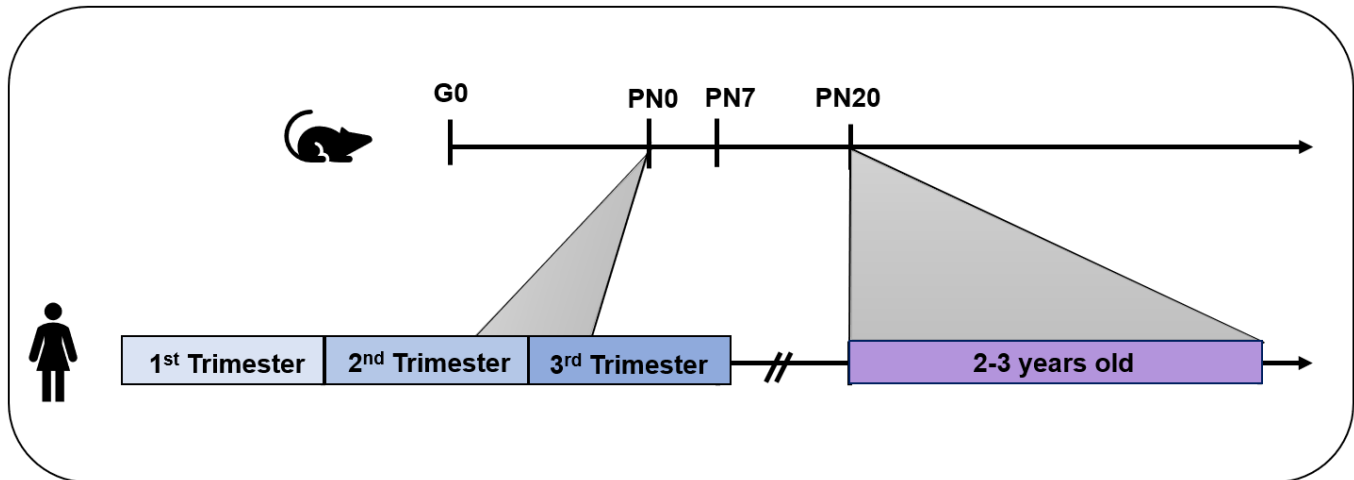 G0
PN0
PN7
PN20
1st Trimester
2nd Trimester
3rd Trimester
2-3 years old